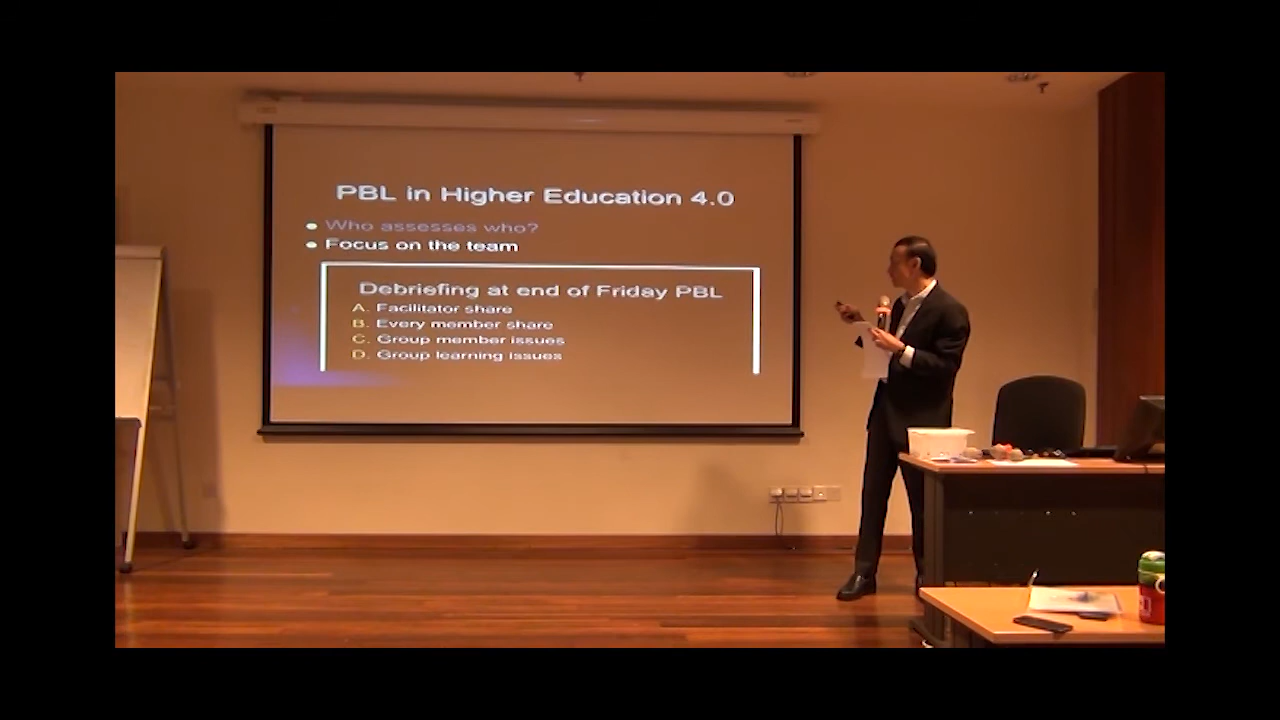 PBL in Higher Education 4.0
• Who assesses who?
• Focus on the team
Debriefing at end of Friday PBL
A. Facilitator share
B. Every member share
C. Group member issues
D. Group learning issues